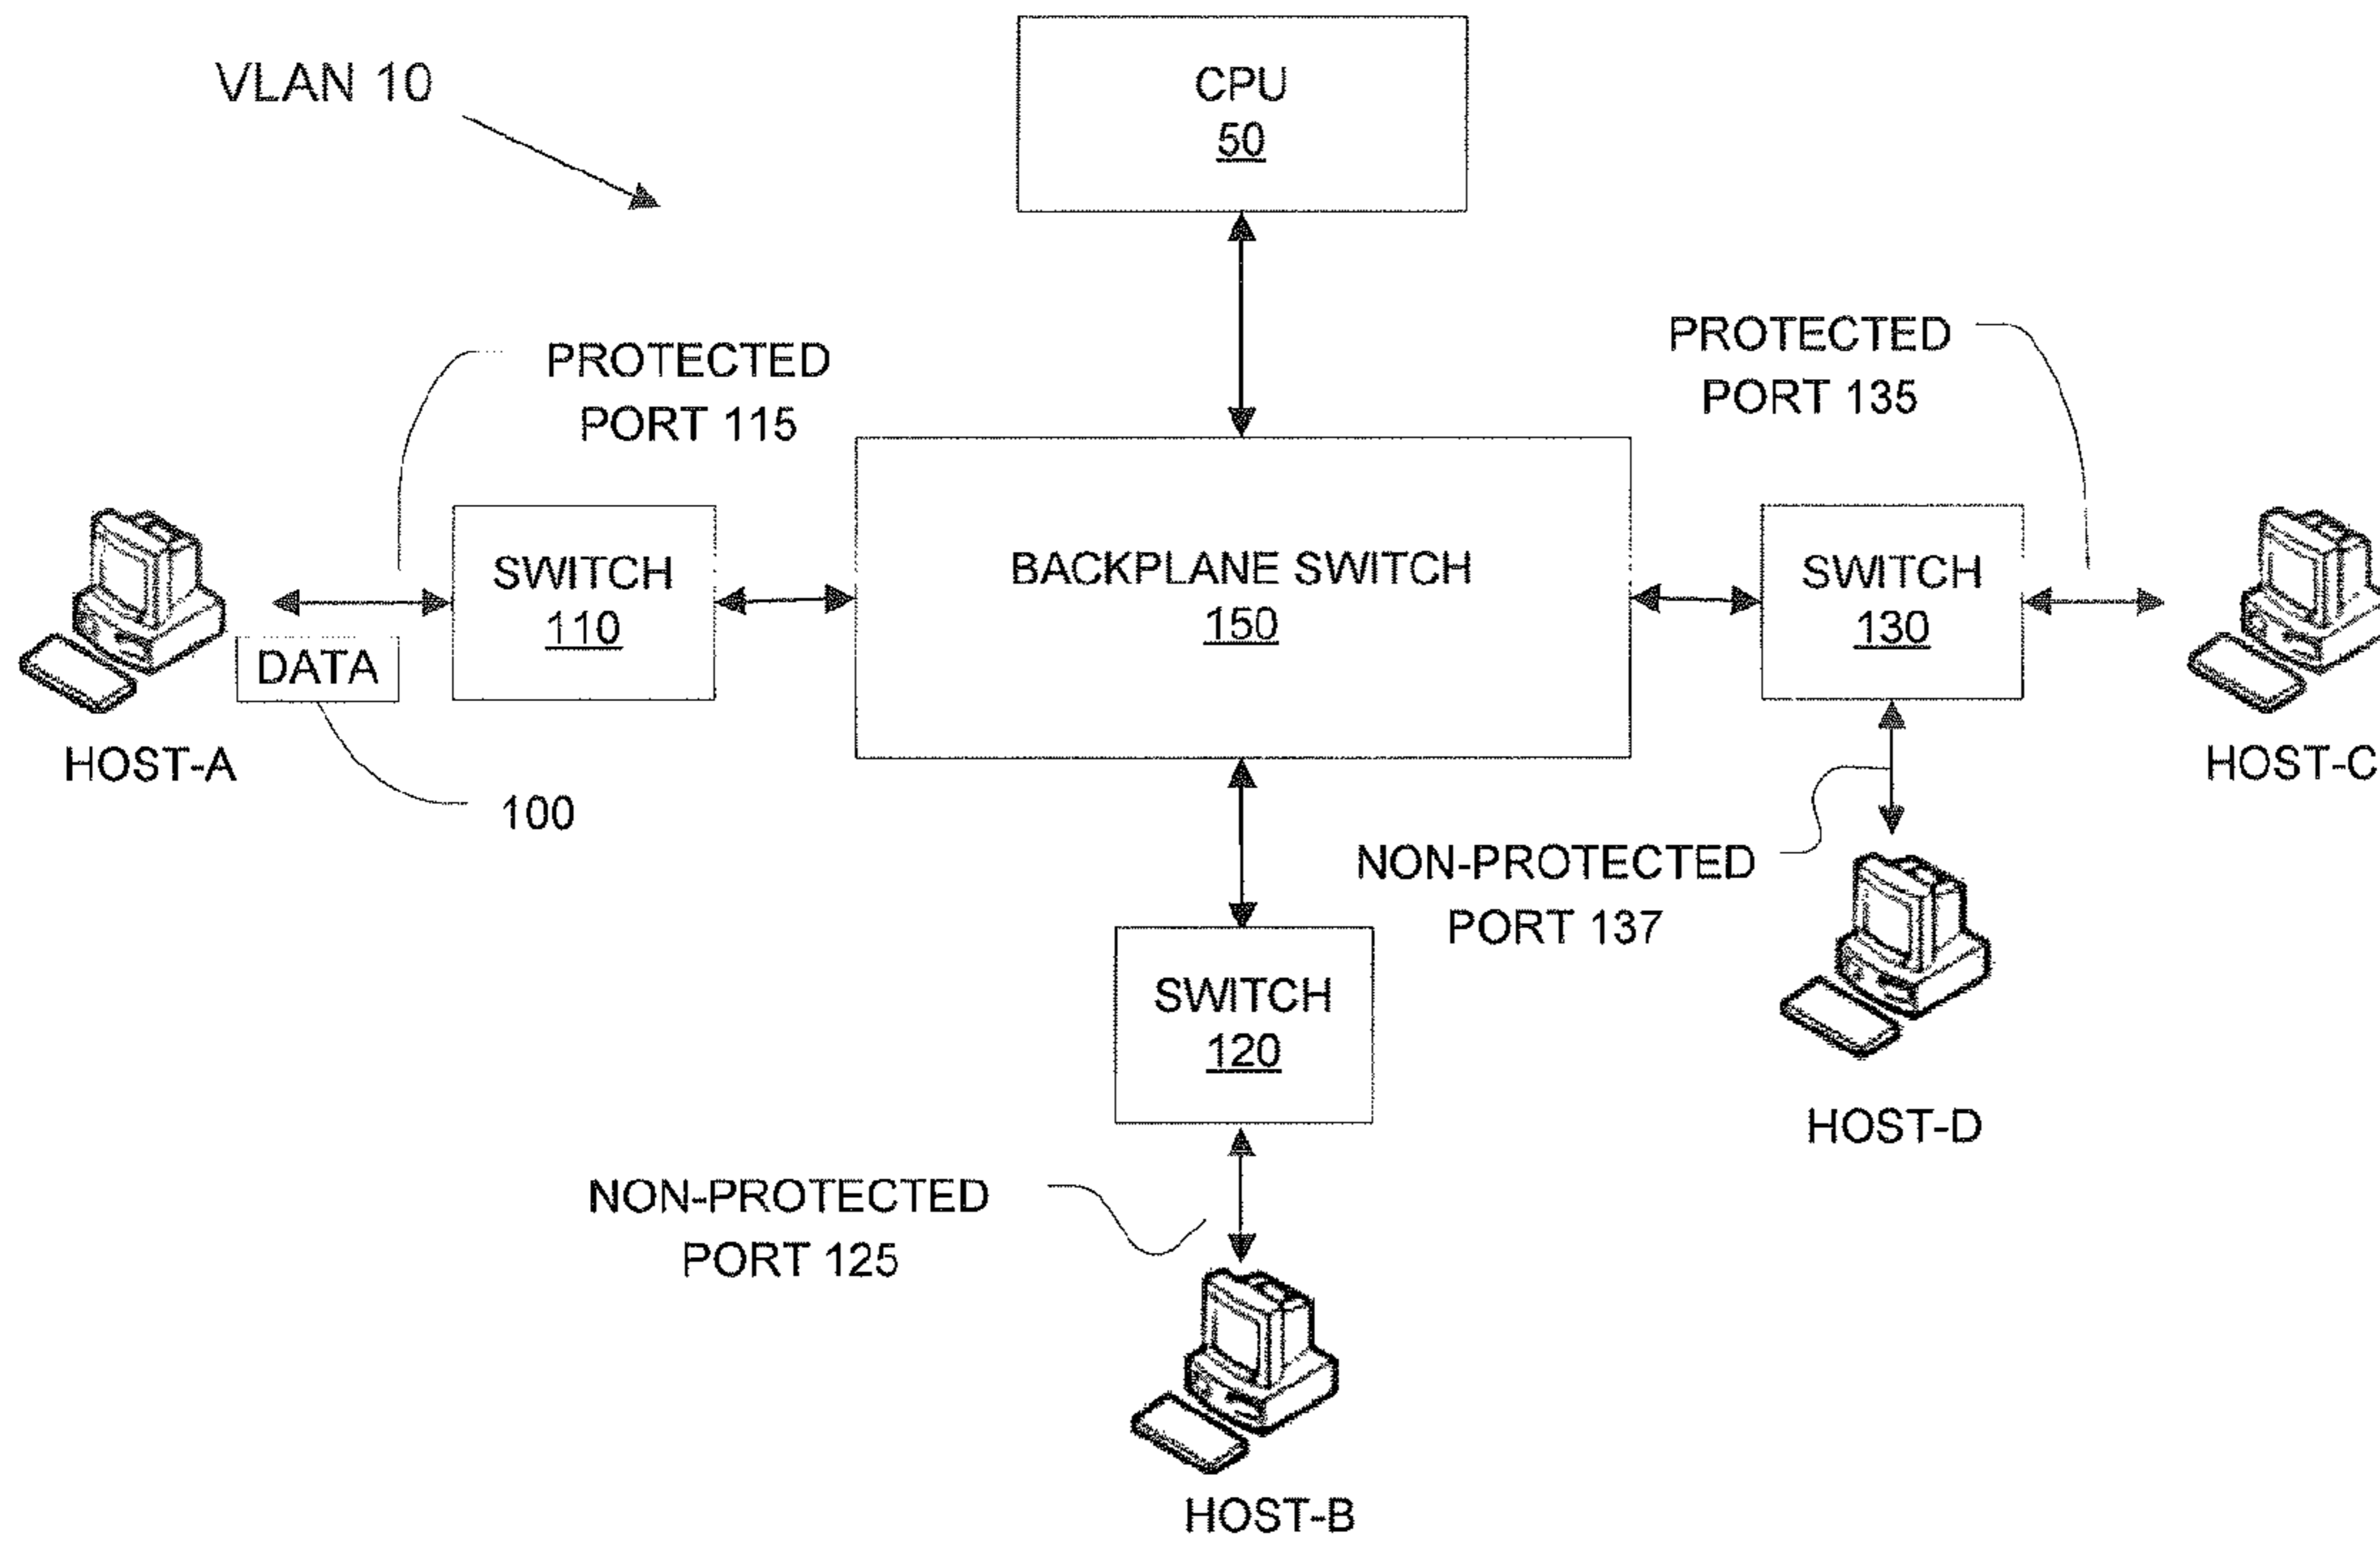 VLAN 10
CPU
50
PROTECTED
PORT 115
PROTECTED
PORT 135
SWITCH
110
BACKPLANE SWITCH
150
SWITCH
130
DATA
HOST-A
100
HOST-C
NON-PROTECTED
PORT 137
SWITCH
120
HOST-D
NON-PROTECTED
PORT 125
HOST-B